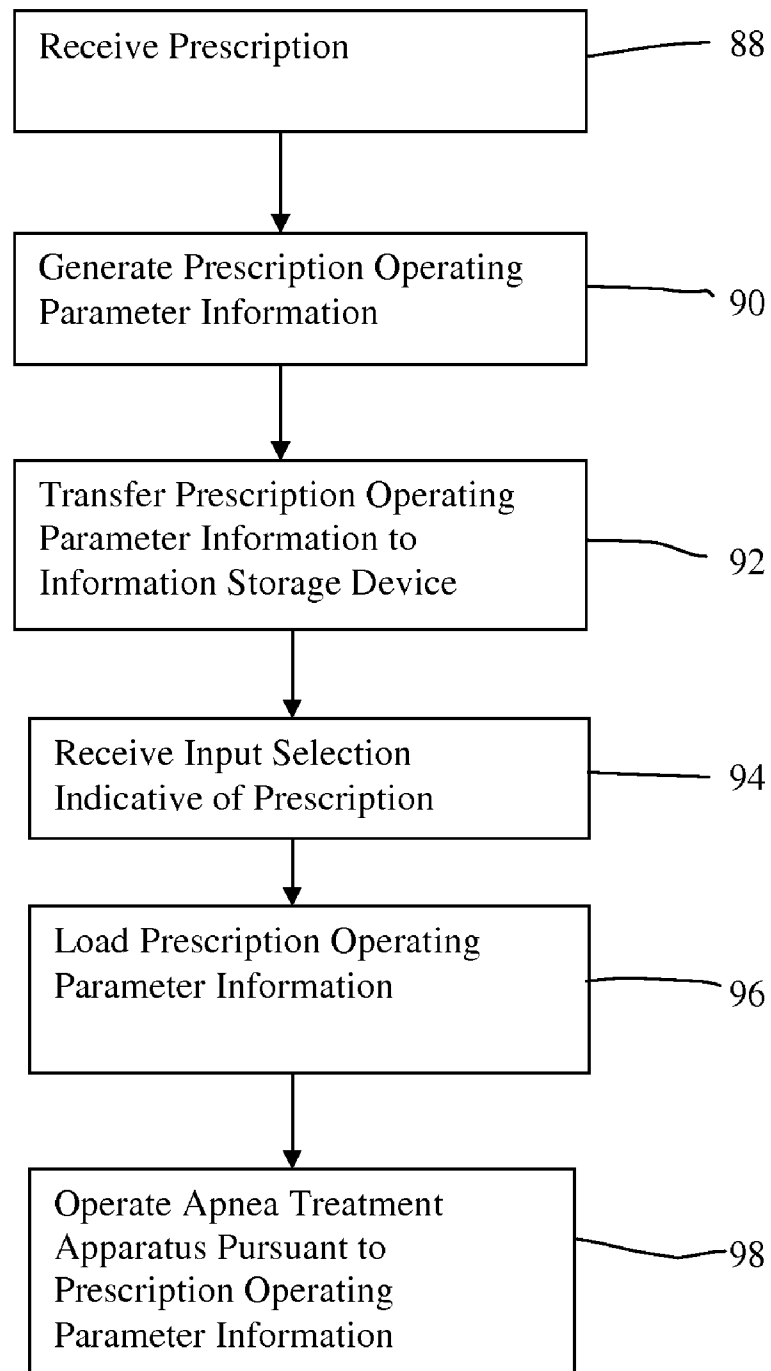 Receive Prescription
88
Generate Prescription Operating
Parameter Information
90
Transfer Prescription Operating
Parameter Information to
Information Storage Device
92
Receive Input Selection
Indicative of Prescription
94
Load Prescription Operating
Parameter Information
96
Operate Apnea Treatment
Apparatus Pursuant to
Prescription Operating
Parameter Information
98